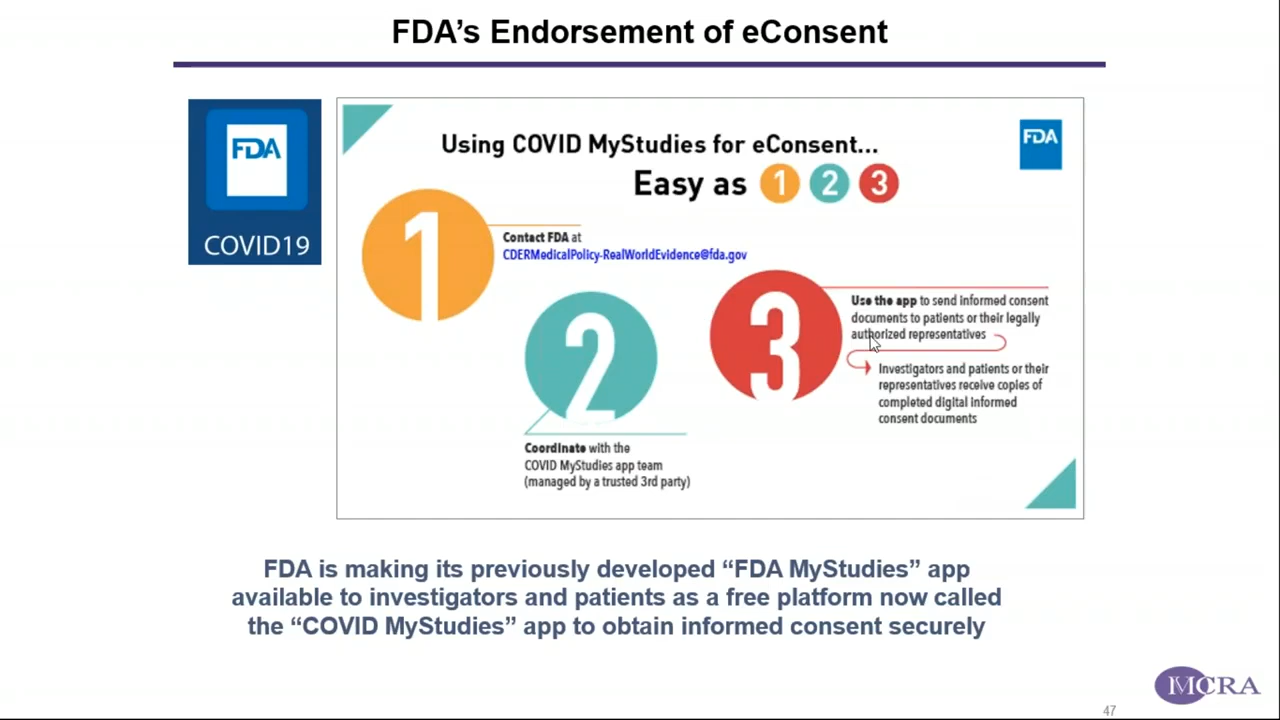 FDA's Endorsement of eConsent
FDA
COVID19
Using COVID MyStudies for eConsent...
Easy as 1 2 3
FDA
1
Contact FDA at
CDERMedicalPolicy-RealWorldEvidence@fda.gov
2
Coordinate with the
COVID MyStudies app team
(managed by a trusted 3rd party)
3
Use the app to send informed consent
documents to patients or their legally
authorized representatives
Investigators and patients or their
representatives receive copies of
completed digital informed
consent documents
FDA is making its previously developed “FDA MyStudies” app
available to investigators and patients as a free platform now called
the “COVID MyStudies” app to obtain informed consent securely
MCRA
47